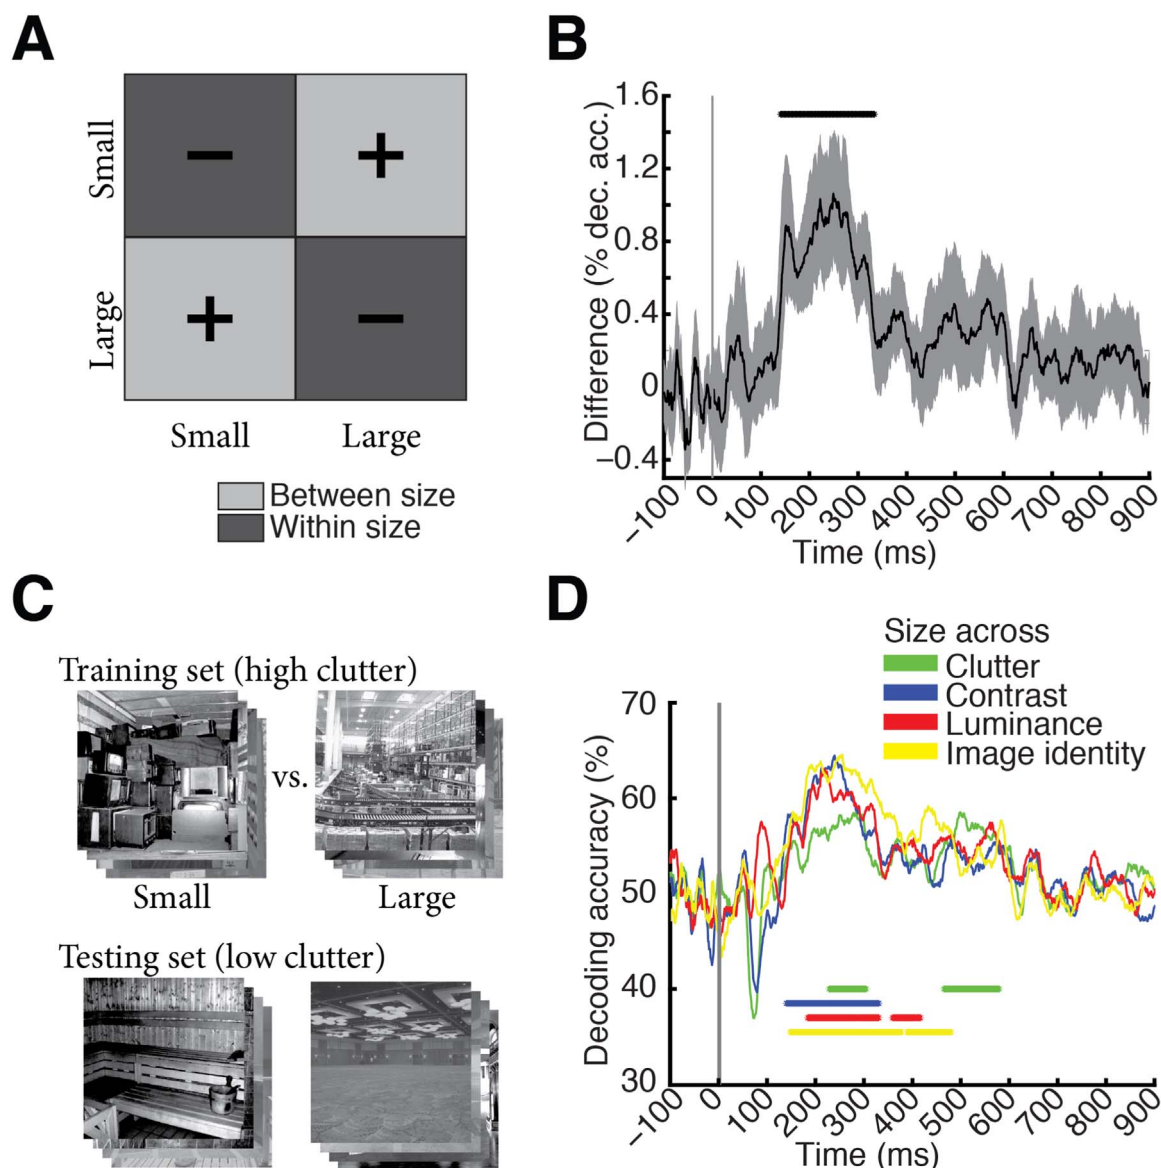 A
Small
Large
− +
+ −
Small Large
Between size
Within size
B
Difference (% dec. acc.)
1.6
1.2
0.8
0.4
0
−0.4
−100 0 100 200 300 400 500 600 700 800 900
Time (ms)
C
Training set (high clutter)
vs.
Small Large
Testing set (low clutter)
D
Size across
Clutter
Contrast
Luminance
Image identity
Decoding accuracy (%)
70
60
50
40
30
−100 0 100 200 300 400 500 600 700 800 900
Time (ms)